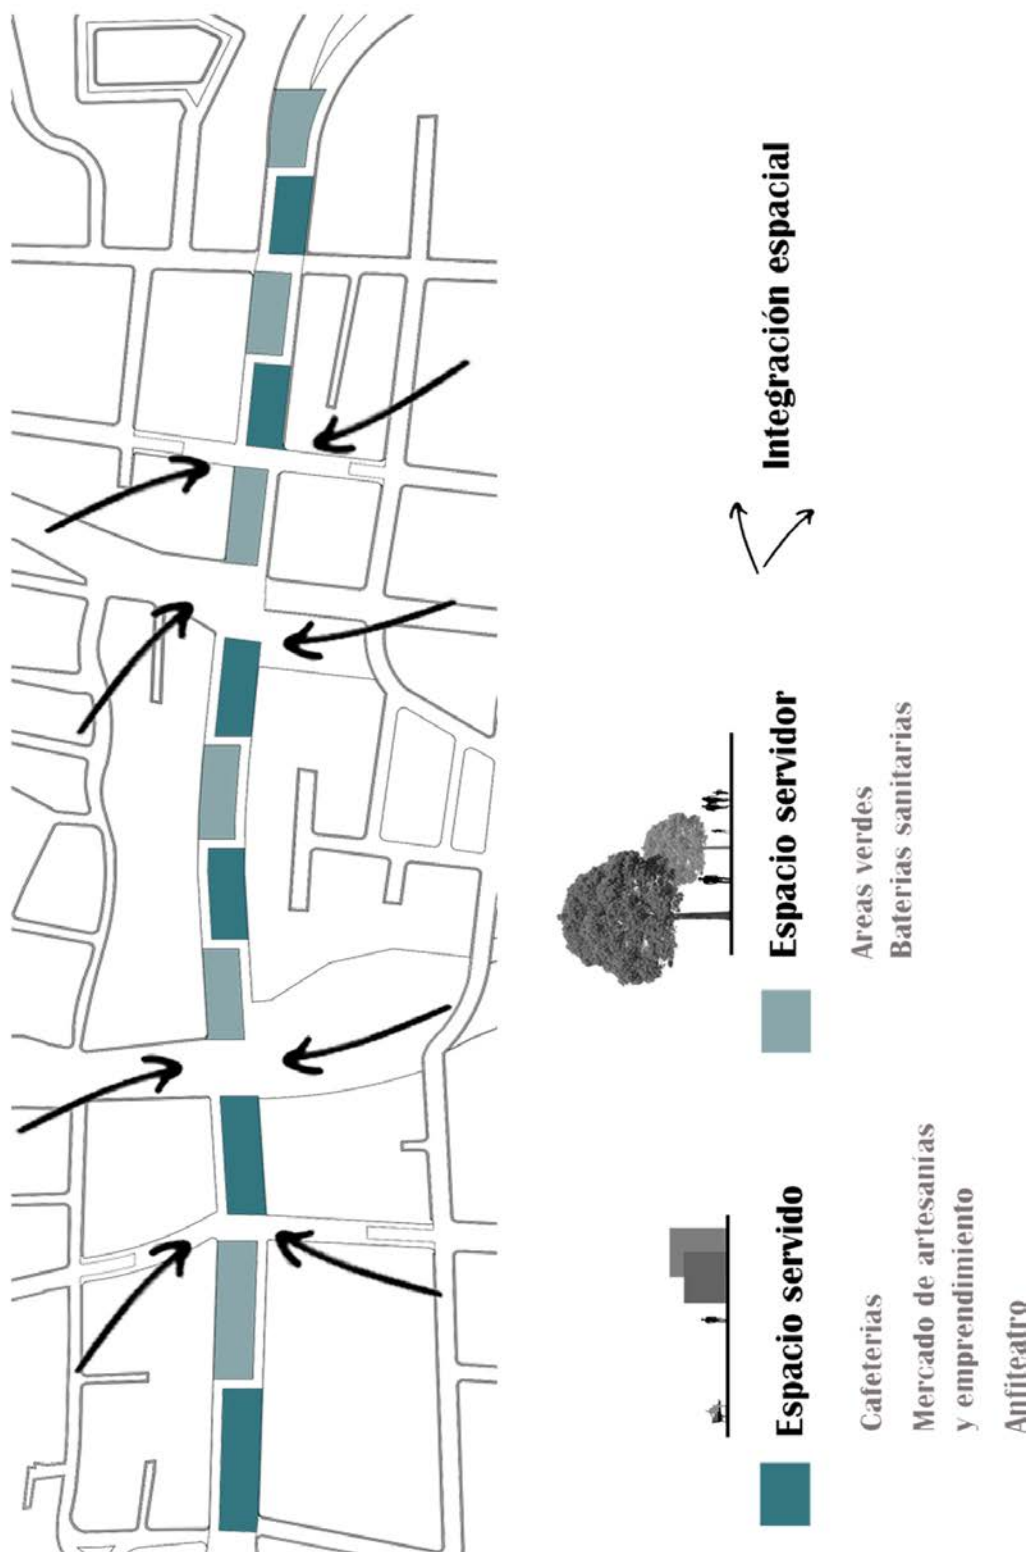 Espacio servido
Cafeterias
Mercado de artesanías
y emprendimiento
Anfiteatro
Espacio servidor
Areas verdes
Baterias sanitarias
Integración espacial